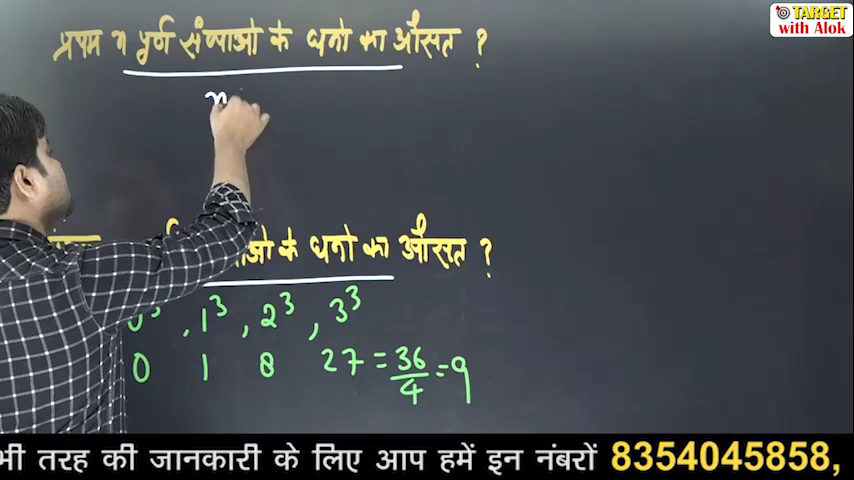 TARGET
with Alok
प्रथम n पूर्ण संख्याओ के घनो का औसत ?
n
के घनो का औसत ?
, 1³ , 2³ , 3³
0 1 8 27 = 36/4 = 9
भी तरह की जानकारी के लिए आप हमें इन नंबरों 8354045858,